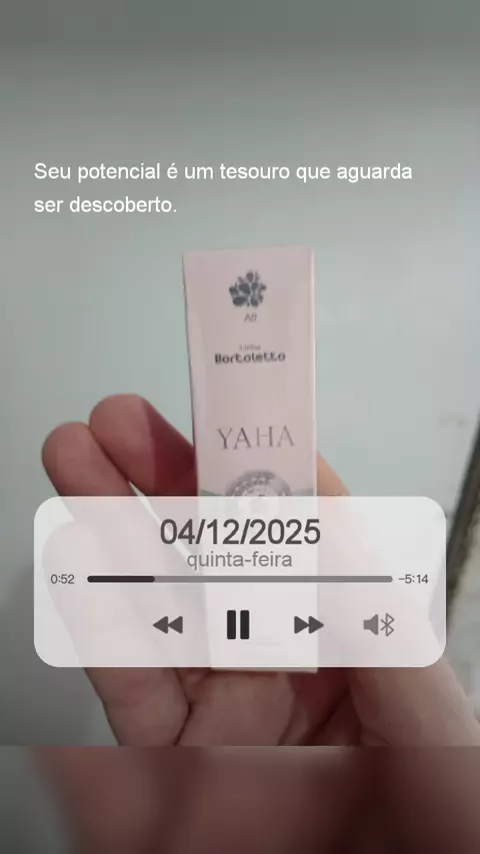 Seu potencial é um tesouro que aguarda
ser descoberto.
Linha
Bortoletto
YAHA
04/12/2025
quinta-feira
0:52
-5:14